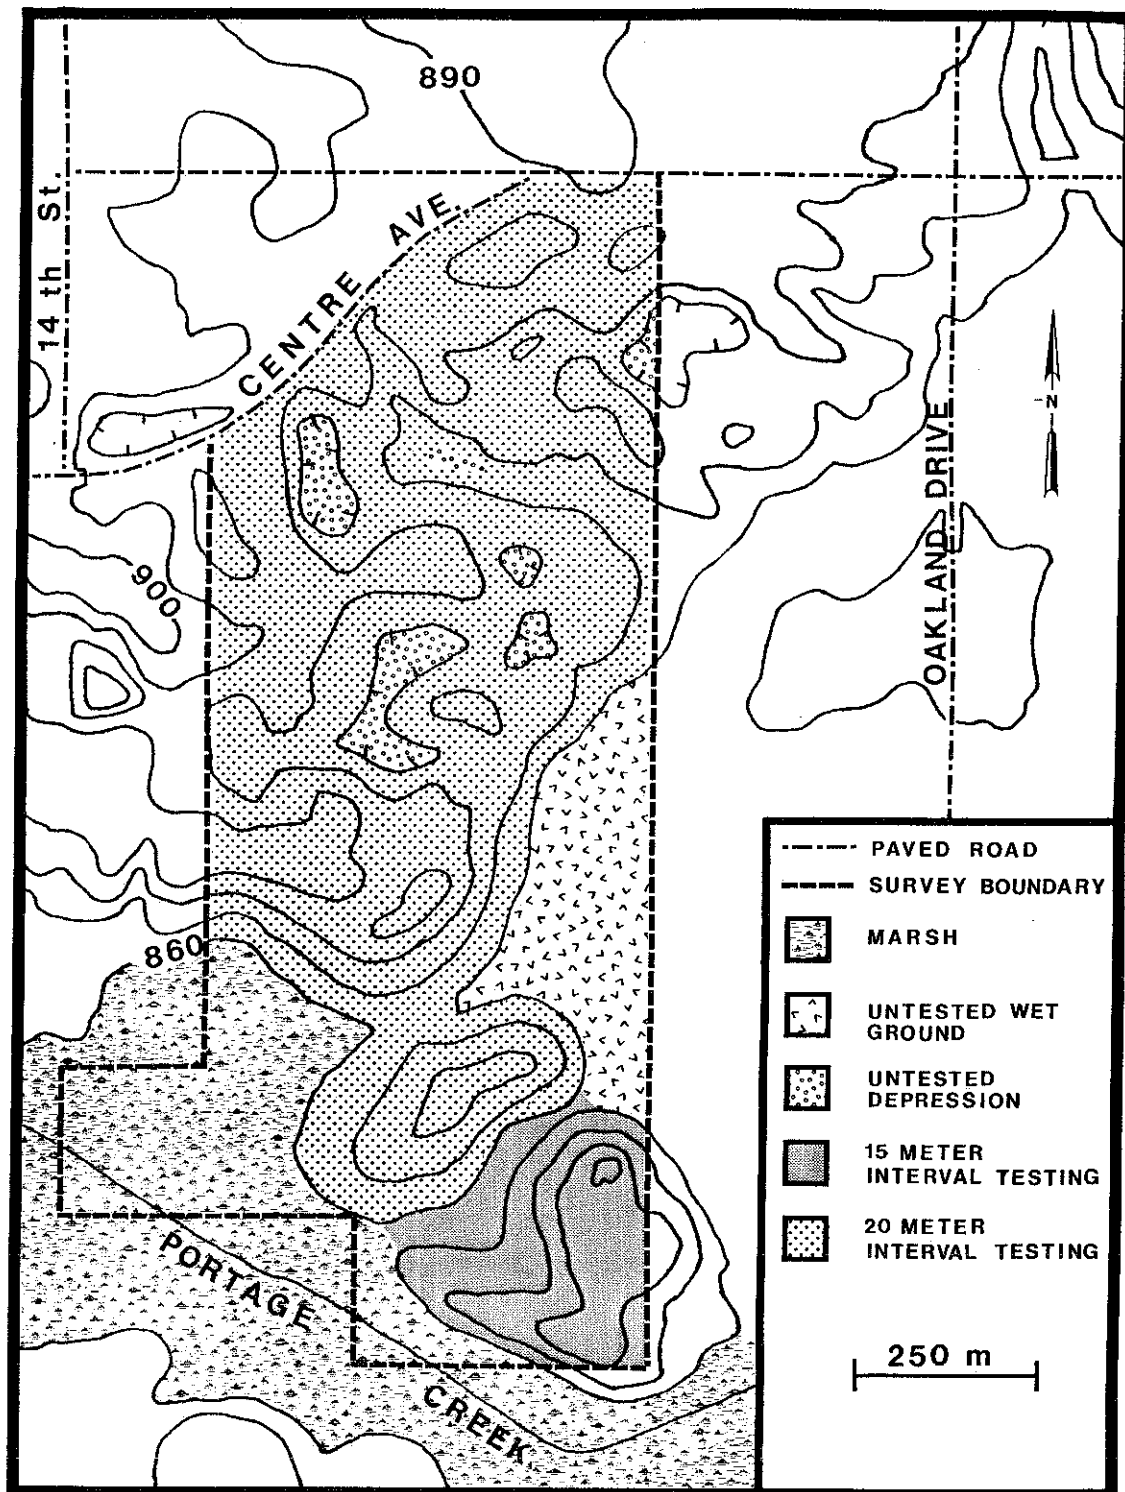 890
14 th St.
CENTRE AVE.
N
OAKLAND DRIVE
900
860
PORTAGE CREEK
PAVED ROAD
SURVEY BOUNDARY
MARSH
UNTESTED WET
GROUND
UNTESTED
DEPRESSION
15 METER
INTERVAL TESTING
20 METER
INTERVAL TESTING
250 m